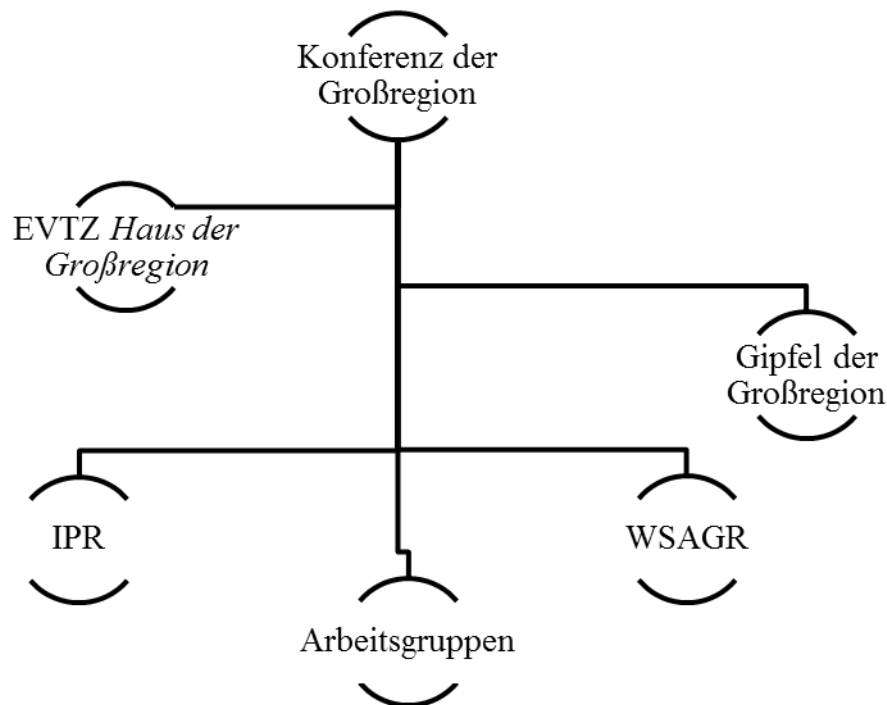 Konferenz der
Großregion
EVTZ Haus der
Großregion
Gipfel der
Großregion
IPR
WSAGR
Arbeitsgruppen